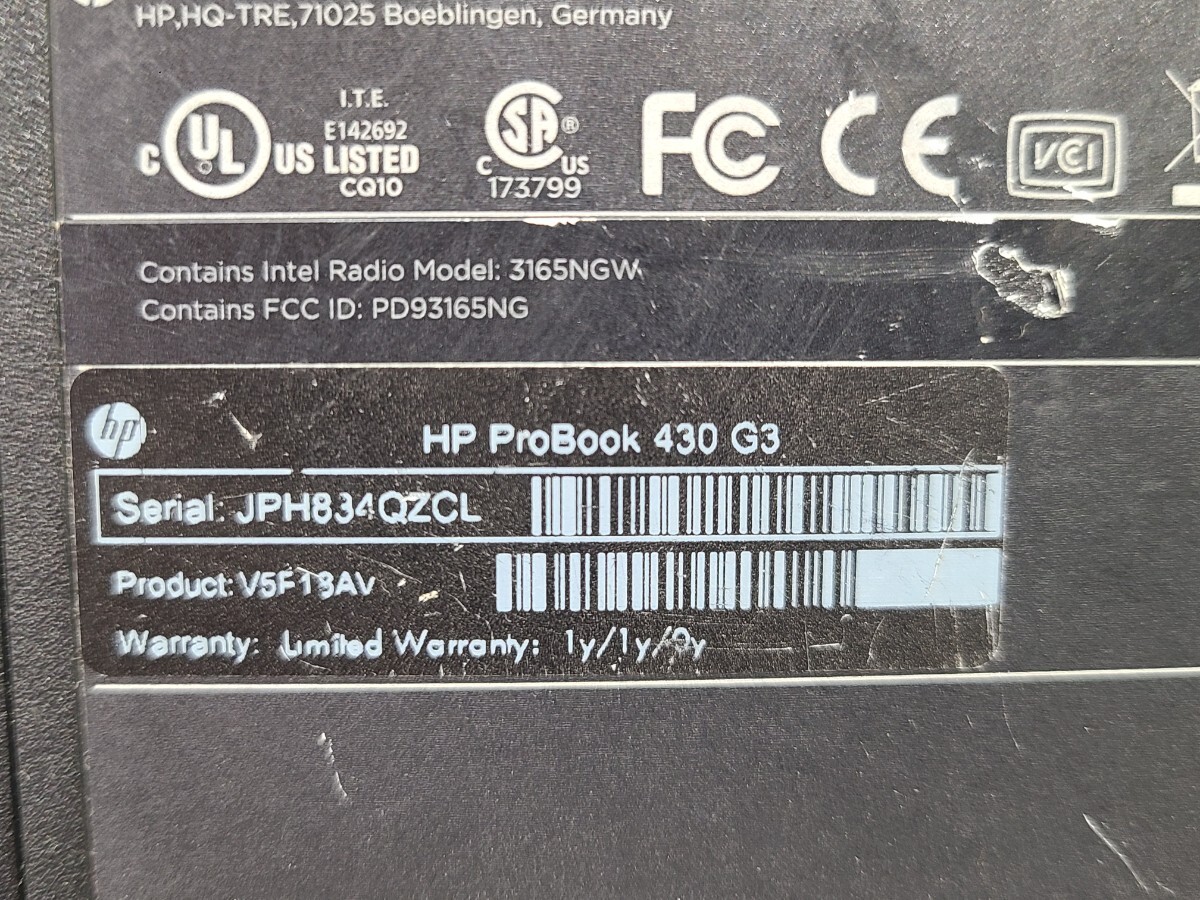 HP,HQ-TRE,71025 Boeblingen, Germany
C UL US LISTED
I.T.E.
E142692
CQ10
SA® C US
173799
FC CE VCI
Contains Intel Radio Model: 3165NGW
Contains FCC ID: PD93165NG
hp HP ProBook 430 G3
Serial: JPH834QZCL
Product: V5F18AV
Warranty: Limited Warranty: 1y/1y/0y